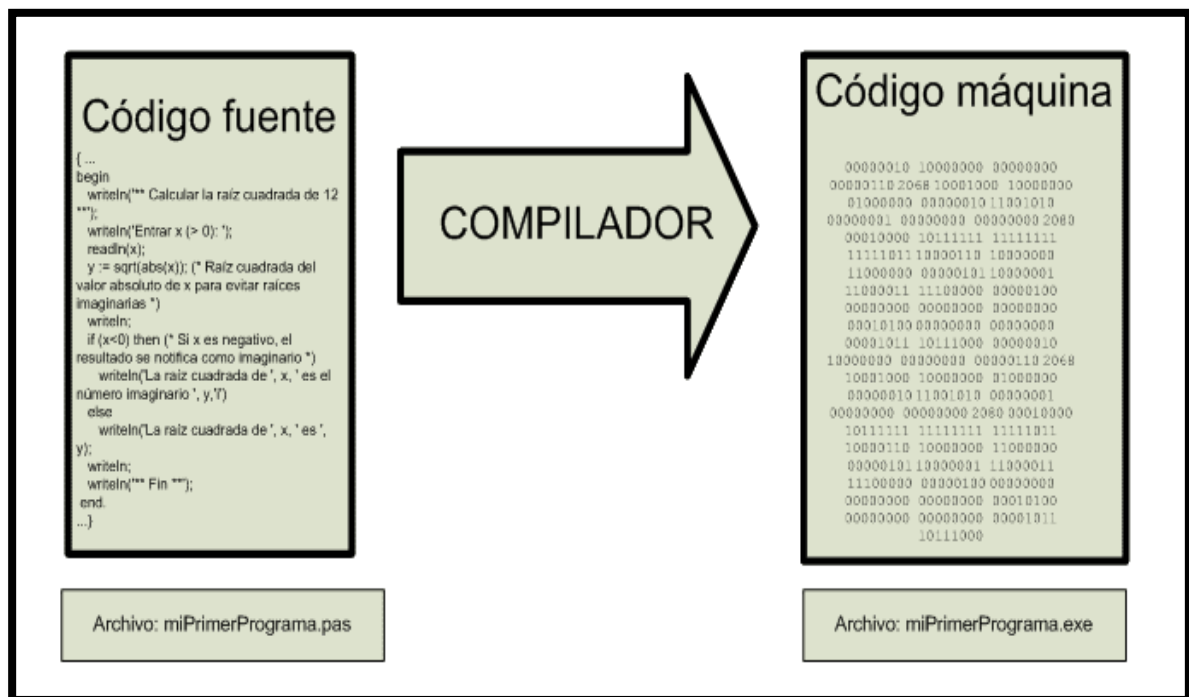 Código fuente
{ ...
begin
writeln('** Calcular la raíz cuadrada de 12
**');
writeln('Entrar x (> 0): ');
readln(x);
y := sqrt(abs(x)); (* Raíz cuadrada del
valor absoluto de x para evitar raíces
imaginarias *)
writeln;
if (x<0) then (* Si x es negativo, el
resultado se notifica como imaginario *)
writeln('La raíz cuadrada de ', x, ' es el
número imaginario ', y,'i')
else
writeln('La raíz cuadrada de ', x, ' es ',
y);
writeln;
writeln('** Fin **');
end.
...}
Archivo: miPrimerPrograma.pas
COMPILADOR
Código máquina
00000010 10000000 00000000
00000110 2068 10001000 10000000
01000000 00000010 11001010
00000001 00000000 00000000 2080
00010000 10111111 11111111
11111011 10000110 10000000
11000000 00000101 10000001
11000011 11100000 00000100
00000000 00000000 00000000
00010100 00000000 00000000
00001011 10111000 00000010
10000000 00000000 00000110 2068
10001000 10000000 01000000
00000010 11001010 00000001
00000000 00000000 2080 00010000
10111111 11111111 11111011
10000110 10000000 11000000
00000101 10000001 11000011
11100000 00000100 00000000
00000000 00000000 00010100
00000000 00000000 00001011
10111000
Archivo: miPrimerPrograma.exe